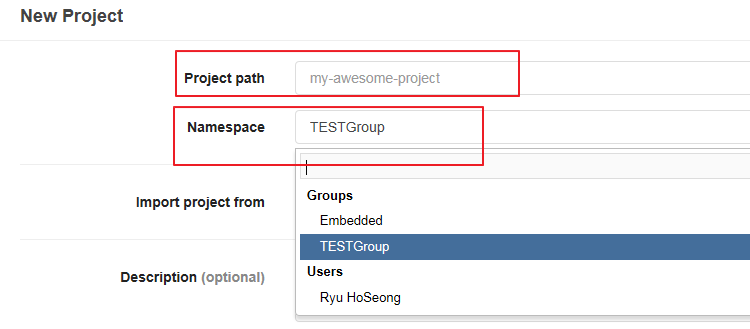 New Project
Project path my-awesome-project
Namespace TESTGroup
Groups
Import project from
Embedded
TESTGroup
Users
Description (optional)
Ryu HoSeong